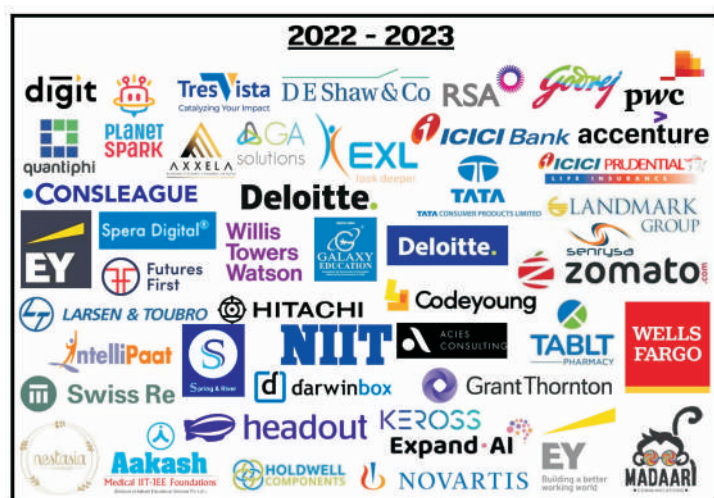 2022 - 2023
digit
TresVista
Catalyzing Your Impact
D E Shaw & Co
RSA
Godrej
pwc
quantiphi
PLANET
SPARK
AXXELA
GA
solutions
EXL
look deeper
ICICI Bank
accenture
ICICI PRUDENTIAL
LIFE INSURANCE
CONSLEAGUE
Deloitte.
TATA
TATA CONSUMER PRODUCTS LIMITED
LANDMARK
GROUP
EY
Spera Digital®
Willis
Towers
Watson
GALAXY
EDUCATION
Deloitte.
senrysa
zomato.com
Futures
First
LARSEN & TOUBRO
HITACHI
Codeyoung
IntelliPaat
S
Spring & River
NIIT
ACIES
CONSULTING
TABLT
PHARMACY
WELLS
FARGO
Swiss Re
d darwinbox
Grant Thornton
nestasia
Aakash
Medical IIT-JEE Foundations
headout
KEROSS
Expand AI
HOLDWELL
COMPONENTS
NOVARTIS
EY
Building a better
working world
MADAARI